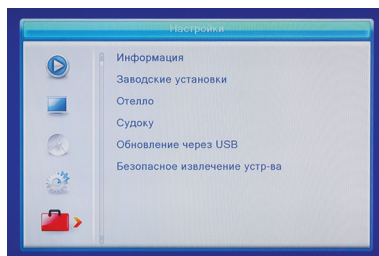 Настройки
Информация
Заводские установки
Отелло
Судоку
Обновление через USB
Безопасное извлечение устр-ва